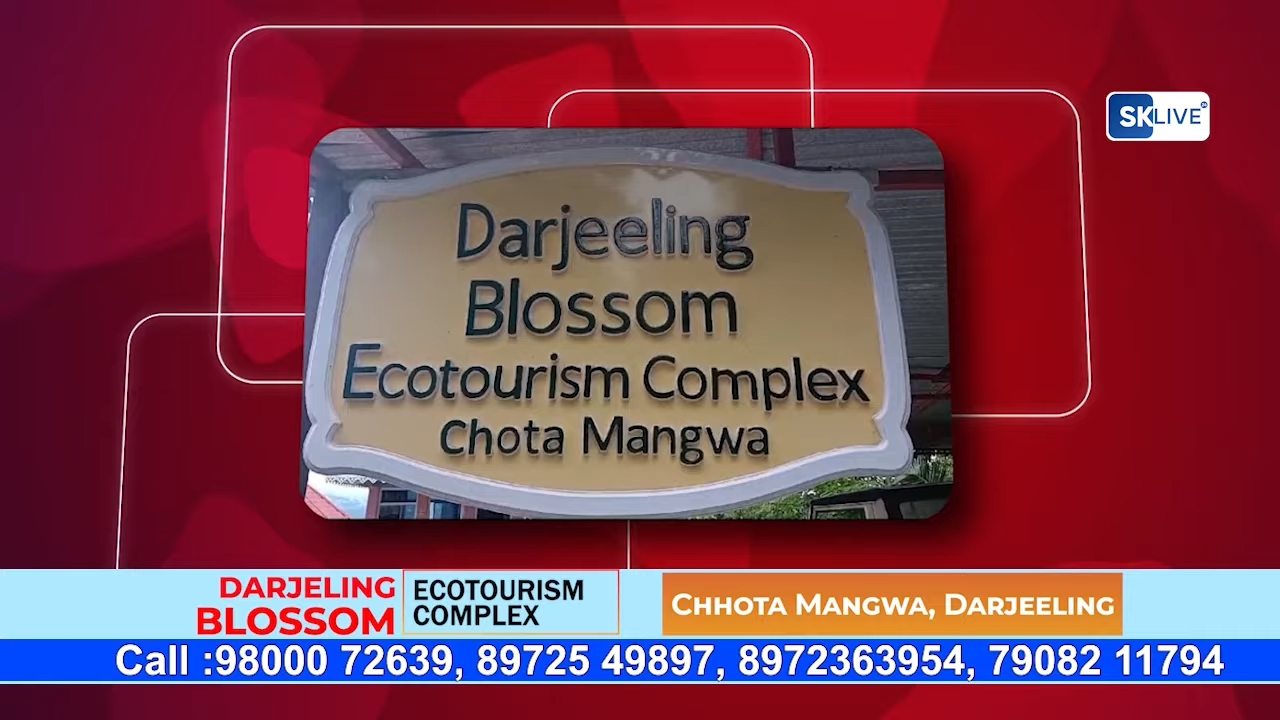 SKLIVE
Darjeeling
Blossom
Ecotourism Complex
Chota Mangwa
DARJELING
BLOSSOM
ECOTOURISM
COMPLEX
CHHOTA MANGWA, DARJEELING
Call :98000 72639, 89725 49897, 8972363954, 79082 11794